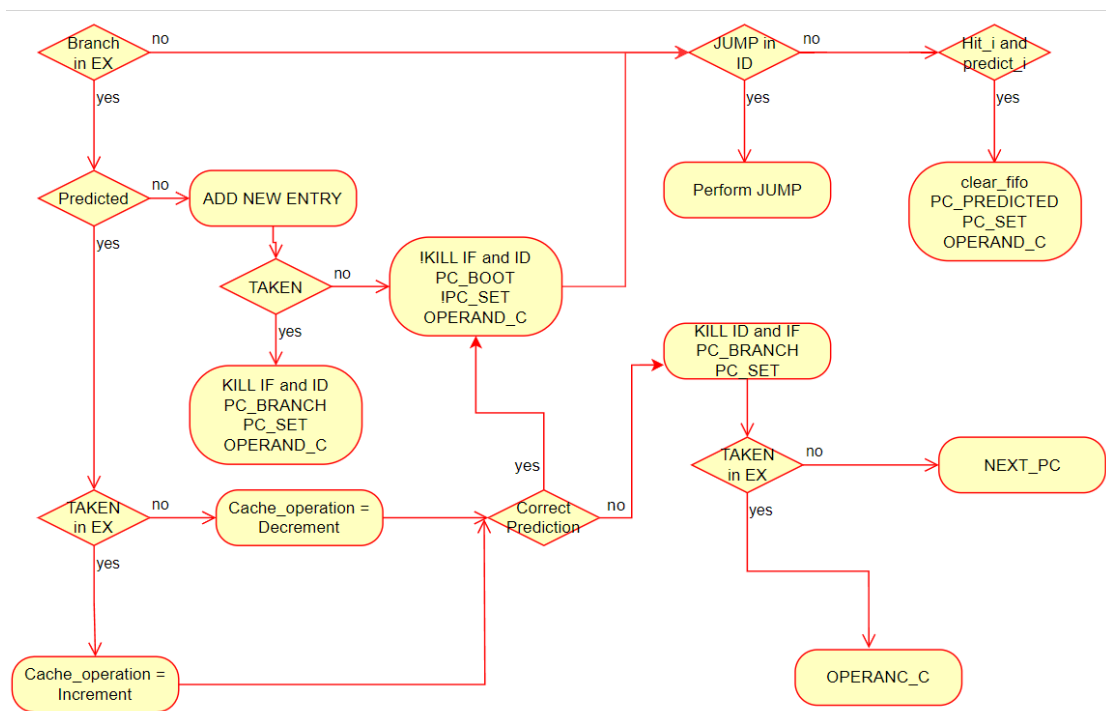 Branch
in EX
no
yes
JUMP in
ID
no
yes
Hit_i and
predict_i
yes
Predicted
no
yes
ADD NEW ENTRY
Perform JUMP
clear_fifo
PC_PREDICTED
PC_SET
OPERAND_C
TAKEN
no
yes
!KILL IF and ID
PC_BOOT
!PC_SET
OPERAND_C
KILL IF and ID
PC_BRANCH
PC_SET
OPERAND_C
KILL ID and IF
PC_BRANCH
PC_SET
TAKEN
in EX
no
yes
NEXT_PC
TAKEN
in EX
no
yes
Cache_operation =
Decrement
Correct
Prediction
yes
no
Cache_operation =
Increment
OPERANC_C